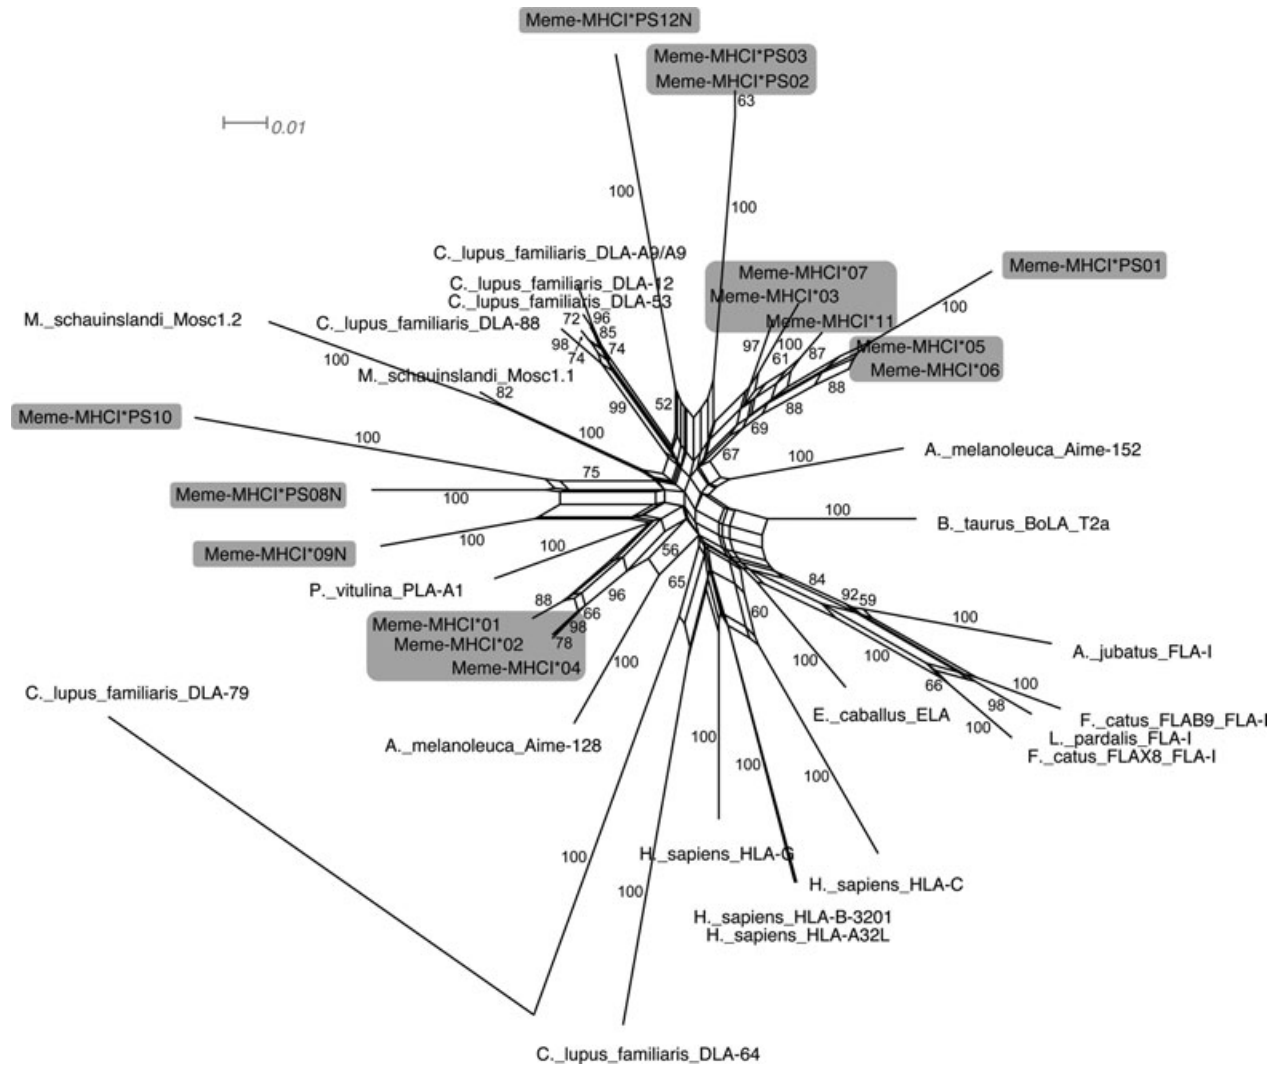 Meme-MHCI*PS12N
Meme-MHCI*PS03
Meme-MHCI*PS02
63
0.01
100
100
C._lupus_familiaris_DLA-A9/A9
Meme-MHCI*PS01
Meme-MHCI*07
C._lupus_familiaris_DLA-12
Meme-MHCI*03
C._lupus_familiaris_DLA-53
100
M._schauinslandi_Mosc1.2
C._lupus_familiaris_DLA-88
72
96
85
Meme-MHCI*11
98
74
74
97
100
61
87
Meme-MHCI*05
100
M._schauinslandi_Mosc1.1
Meme-MHCI*06
82
88
99
52
88
Meme-MHCI*PS10
69
100
100
67
100
A._melanoleuca_Aime-152
75
Meme-MHCI*PS08N
100
100
B._taurus_BoLA_T2a
Meme-MHCI*09N
100
100
56
P._vitulina_PLA-A1
65
84
96
92
59
88
66
60
100
Meme-MHCI*01
98
Meme-MHCI*02
78
Meme-MHCI*04
100
100
100
A._jubatus_FLA-I
C._lupus_familiaris_DLA-79
66
100
98
E._caballus_ELA
F._catus_FLAB9_FLA-I
100
L._pardalis_FLA-I
A._melanoleuca_Aime-128
100
F._catus_FLAX8_FLA-I
100
100
100
H._sapiens_HLA-G
100
H._sapiens_HLA-C
H._sapiens_HLA-B-3201
H._sapiens_HLA-A32L
C._lupus_familiaris_DLA-64